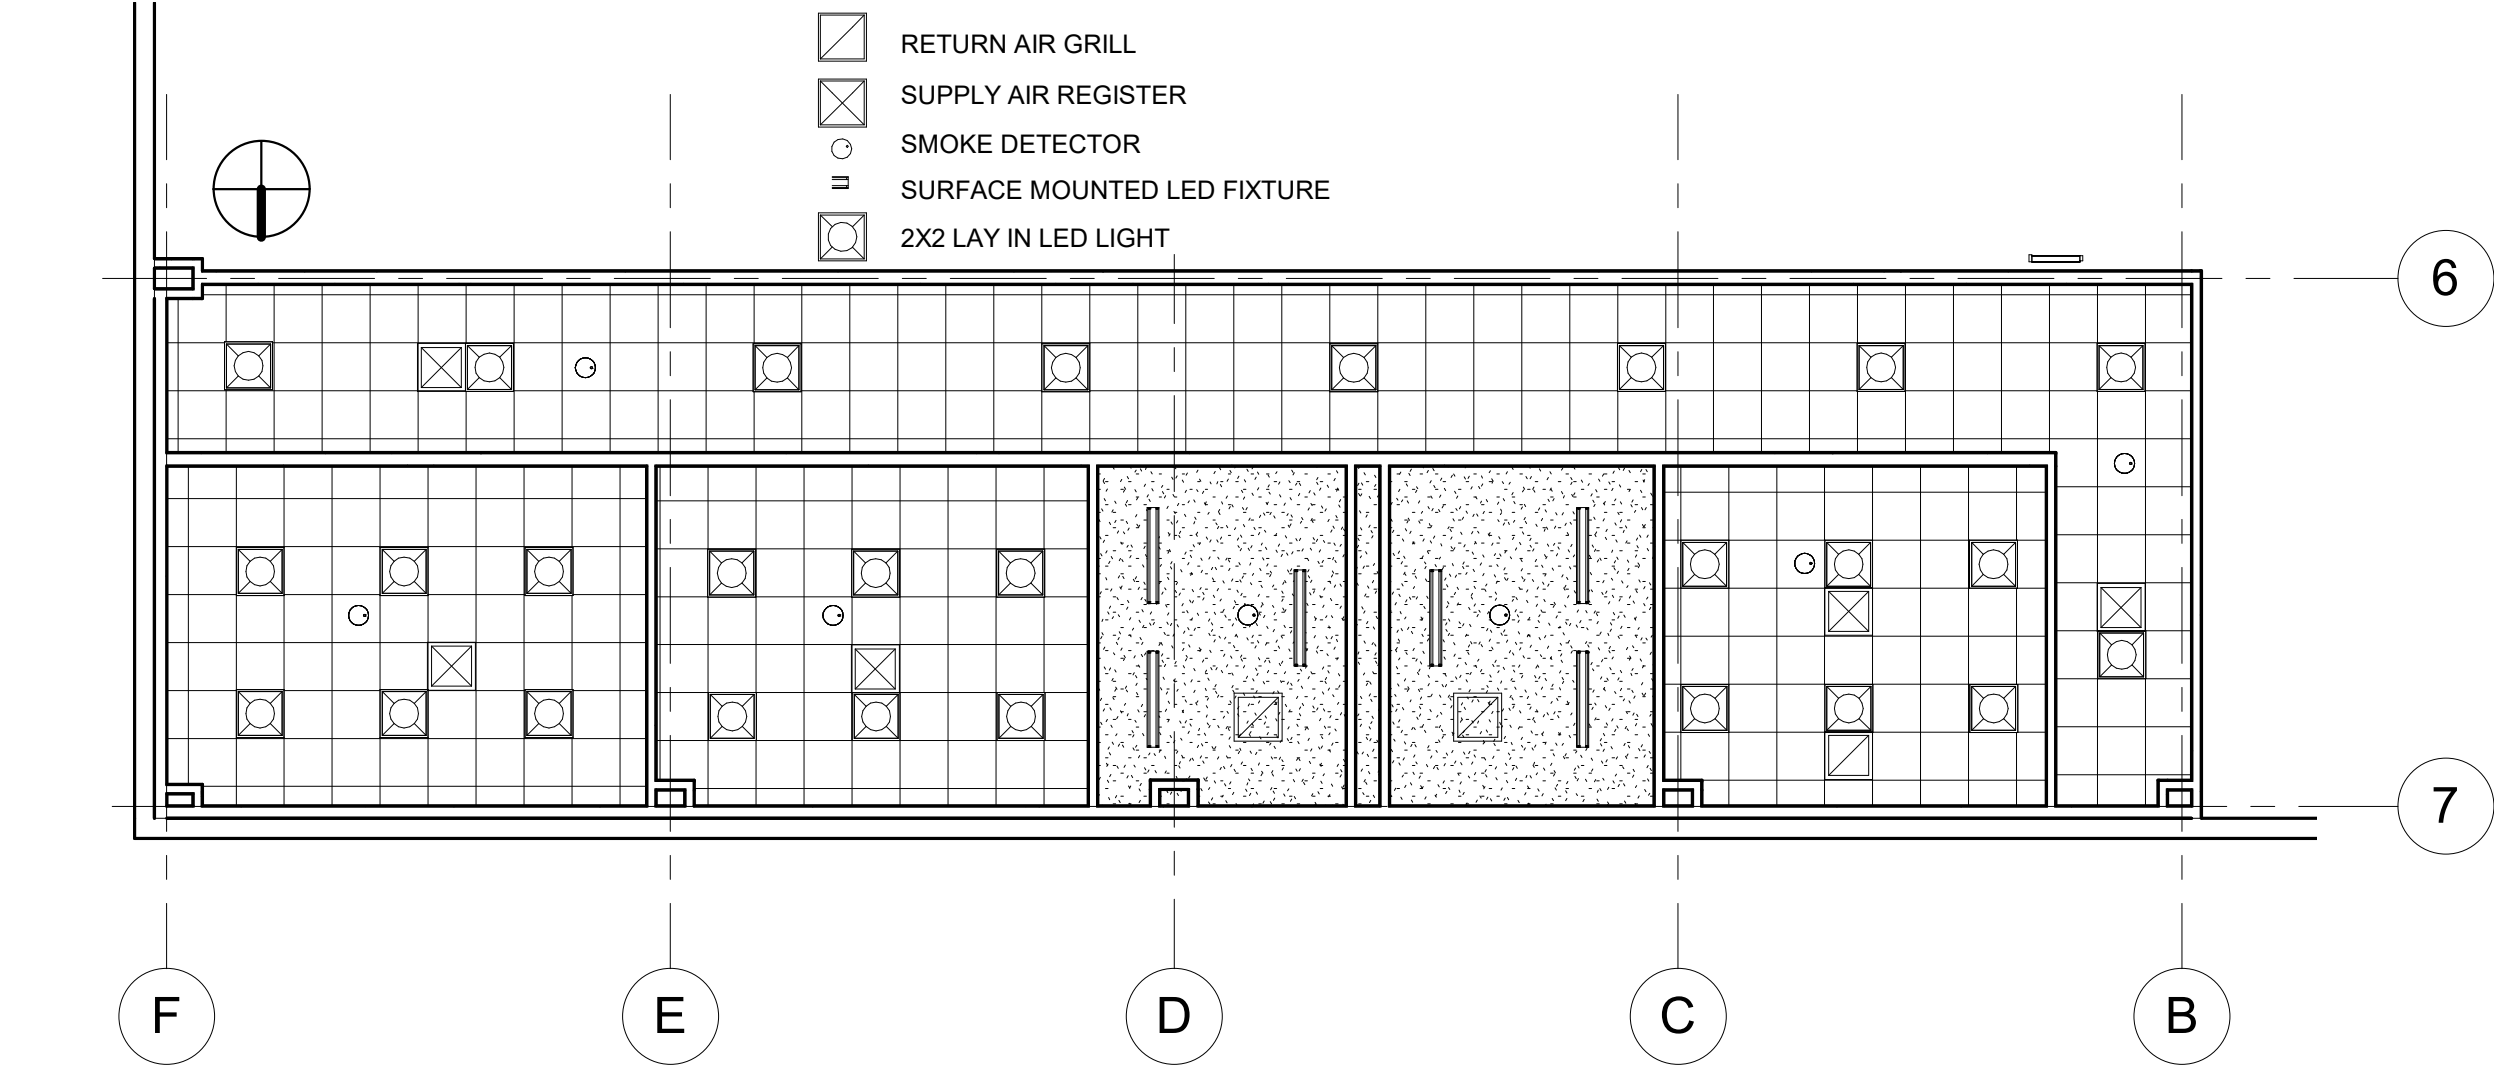 RETURN AIR GRILL
SUPPLY AIR REGISTER
SMOKE DETECTOR
SURFACE MOUNTED LED FIXTURE
2X2 LAY IN LED LIGHT
6
7
F
E
D
C
B